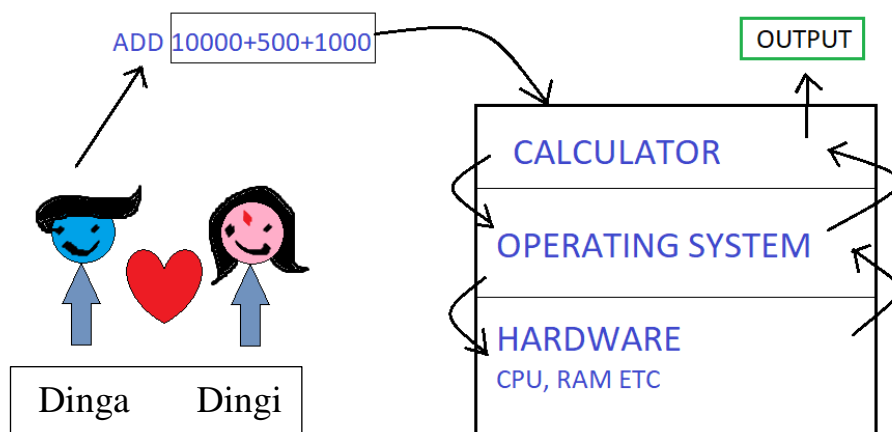 ADD 10000+500+1000
OUTPUT
CALCULATOR
OPERATING SYSTEM
HARDWARE
CPU, RAM ETC
Dinga Dingi